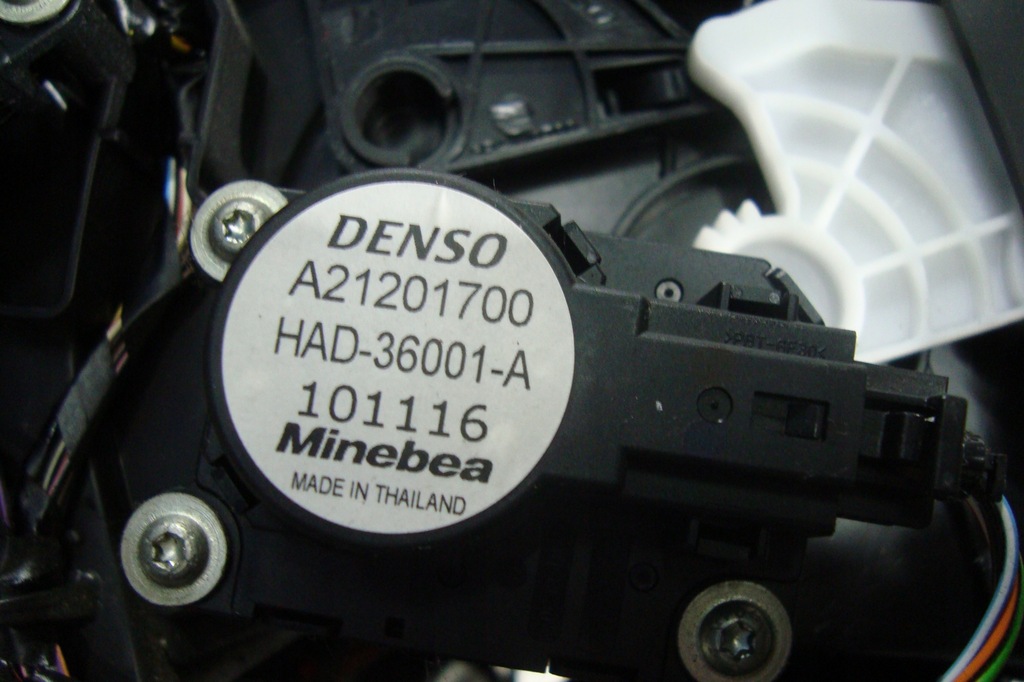 DENSO
A21201700
HAD-36001-A
101116
Minebea
MADE IN THAILAND